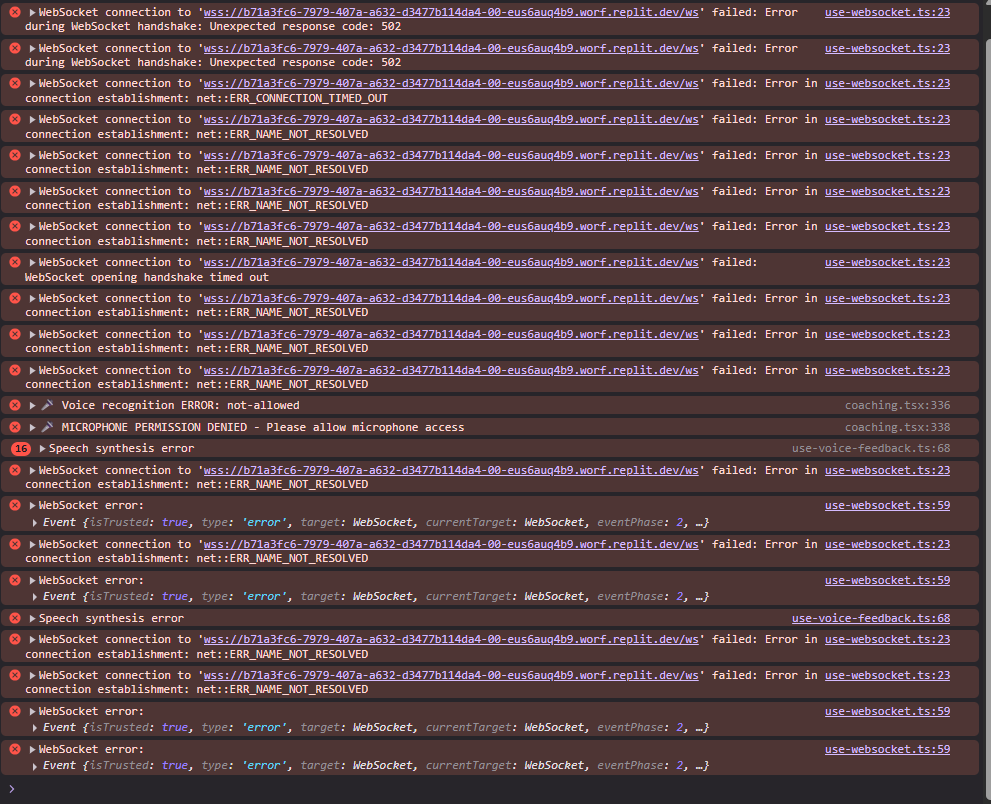 WebSocket connection to 'wss://b71a3fc6-7979-407a-a632-d3477b114da4-00-eus6auq4b9.worf.replit.dev/ws' failed: Error use-websocket.ts:23
during WebSocket handshake: Unexpected response code: 502
WebSocket connection to 'wss://b71a3fc6-7979-407a-a632-d3477b114da4-00-eus6auq4b9.worf.replit.dev/ws' failed: Error use-websocket.ts:23
during WebSocket handshake: Unexpected response code: 502
WebSocket connection to 'wss://b71a3fc6-7979-407a-a632-d3477b114da4-00-eus6auq4b9.worf.replit.dev/ws' failed: Error in use-websocket.ts:23
connection establishment: net::ERR_CONNECTION_TIMED_OUT
WebSocket connection to 'wss://b71a3fc6-7979-407a-a632-d3477b114da4-00-eus6auq4b9.worf.replit.dev/ws' failed: Error in use-websocket.ts:23
connection establishment: net::ERR_NAME_NOT_RESOLVED
WebSocket connection to 'wss://b71a3fc6-7979-407a-a632-d3477b114da4-00-eus6auq4b9.worf.replit.dev/ws' failed: Error in use-websocket.ts:23
connection establishment: net::ERR_NAME_NOT_RESOLVED
WebSocket connection to 'wss://b71a3fc6-7979-407a-a632-d3477b114da4-00-eus6auq4b9.worf.replit.dev/ws' failed: Error in use-websocket.ts:23
connection establishment: net::ERR_NAME_NOT_RESOLVED
WebSocket connection to 'wss://b71a3fc6-7979-407a-a632-d3477b114da4-00-eus6auq4b9.worf.replit.dev/ws' failed: Error in use-websocket.ts:23
connection establishment: net::ERR_NAME_NOT_RESOLVED
WebSocket connection to 'wss://b71a3fc6-7979-407a-a632-d3477b114da4-00-eus6auq4b9.worf.replit.dev/ws' failed: use-websocket.ts:23
WebSocket opening handshake timed out
WebSocket connection to 'wss://b71a3fc6-7979-407a-a632-d3477b114da4-00-eus6auq4b9.worf.replit.dev/ws' failed: Error in use-websocket.ts:23
connection establishment: net::ERR_NAME_NOT_RESOLVED
WebSocket connection to 'wss://b71a3fc6-7979-407a-a632-d3477b114da4-00-eus6auq4b9.worf.replit.dev/ws' failed: Error in use-websocket.ts:23
connection establishment: net::ERR_NAME_NOT_RESOLVED
WebSocket connection to 'wss://b71a3fc6-7979-407a-a632-d3477b114da4-00-eus6auq4b9.worf.replit.dev/ws' failed: Error in use-websocket.ts:23
connection establishment: net::ERR_NAME_NOT_RESOLVED
🎤 Voice recognition ERROR: not-allowed coaching.tsx:336
🎤 MICROPHONE PERMISSION DENIED - Please allow microphone access coaching.tsx:338
16 Speech synthesis error use-voice-feedback.ts:68
WebSocket connection to 'wss://b71a3fc6-7979-407a-a632-d3477b114da4-00-eus6auq4b9.worf.replit.dev/ws' failed: Error in use-websocket.ts:23
connection establishment: net::ERR_NAME_NOT_RESOLVED
WebSocket error: use-websocket.ts:59
Event {isTrusted: true, type: 'error', target: WebSocket, currentTarget: WebSocket, eventPhase: 2, …}
WebSocket connection to 'wss://b71a3fc6-7979-407a-a632-d3477b114da4-00-eus6auq4b9.worf.replit.dev/ws' failed: Error in use-websocket.ts:23
connection establishment: net::ERR_NAME_NOT_RESOLVED
WebSocket error: use-websocket.ts:59
Event {isTrusted: true, type: 'error', target: WebSocket, currentTarget: WebSocket, eventPhase: 2, …}
Speech synthesis error use-voice-feedback.ts:68
WebSocket connection to 'wss://b71a3fc6-7979-407a-a632-d3477b114da4-00-eus6auq4b9.worf.replit.dev/ws' failed: Error in use-websocket.ts:23
connection establishment: net::ERR_NAME_NOT_RESOLVED
WebSocket connection to 'wss://b71a3fc6-7979-407a-a632-d3477b114da4-00-eus6auq4b9.worf.replit.dev/ws' failed: Error in use-websocket.ts:23
connection establishment: net::ERR_NAME_NOT_RESOLVED
WebSocket error: use-websocket.ts:59
Event {isTrusted: true, type: 'error', target: WebSocket, currentTarget: WebSocket, eventPhase: 2, …}
WebSocket error: use-websocket.ts:59
Event {isTrusted: true, type: 'error', target: WebSocket, currentTarget: WebSocket, eventPhase: 2, …}